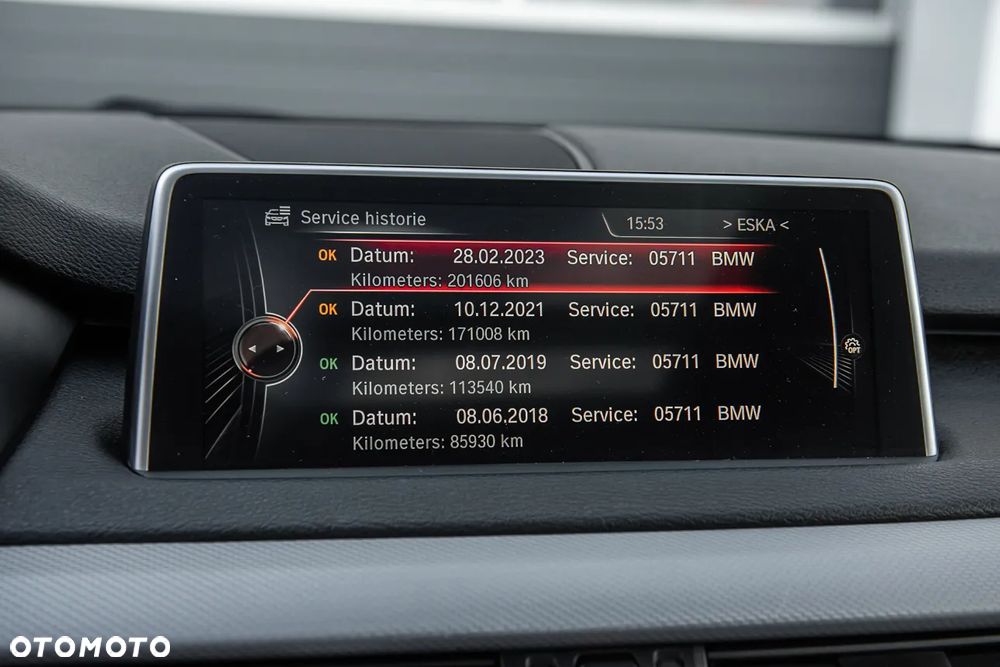 Service historie 15:53 > ESKA <
OK Datum: 28.02.2023 Service: 05711 BMW
Kilometers: 201606 km
OK Datum: 10.12.2021 Service: 05711 BMW
Kilometers: 171008 km
OK Datum: 08.07.2019 Service: 05711 BMW
Kilometers: 113540 km
OK Datum: 08.06.2018 Service: 05711 BMW
Kilometers: 85930 km
OPT
OTOMOTO